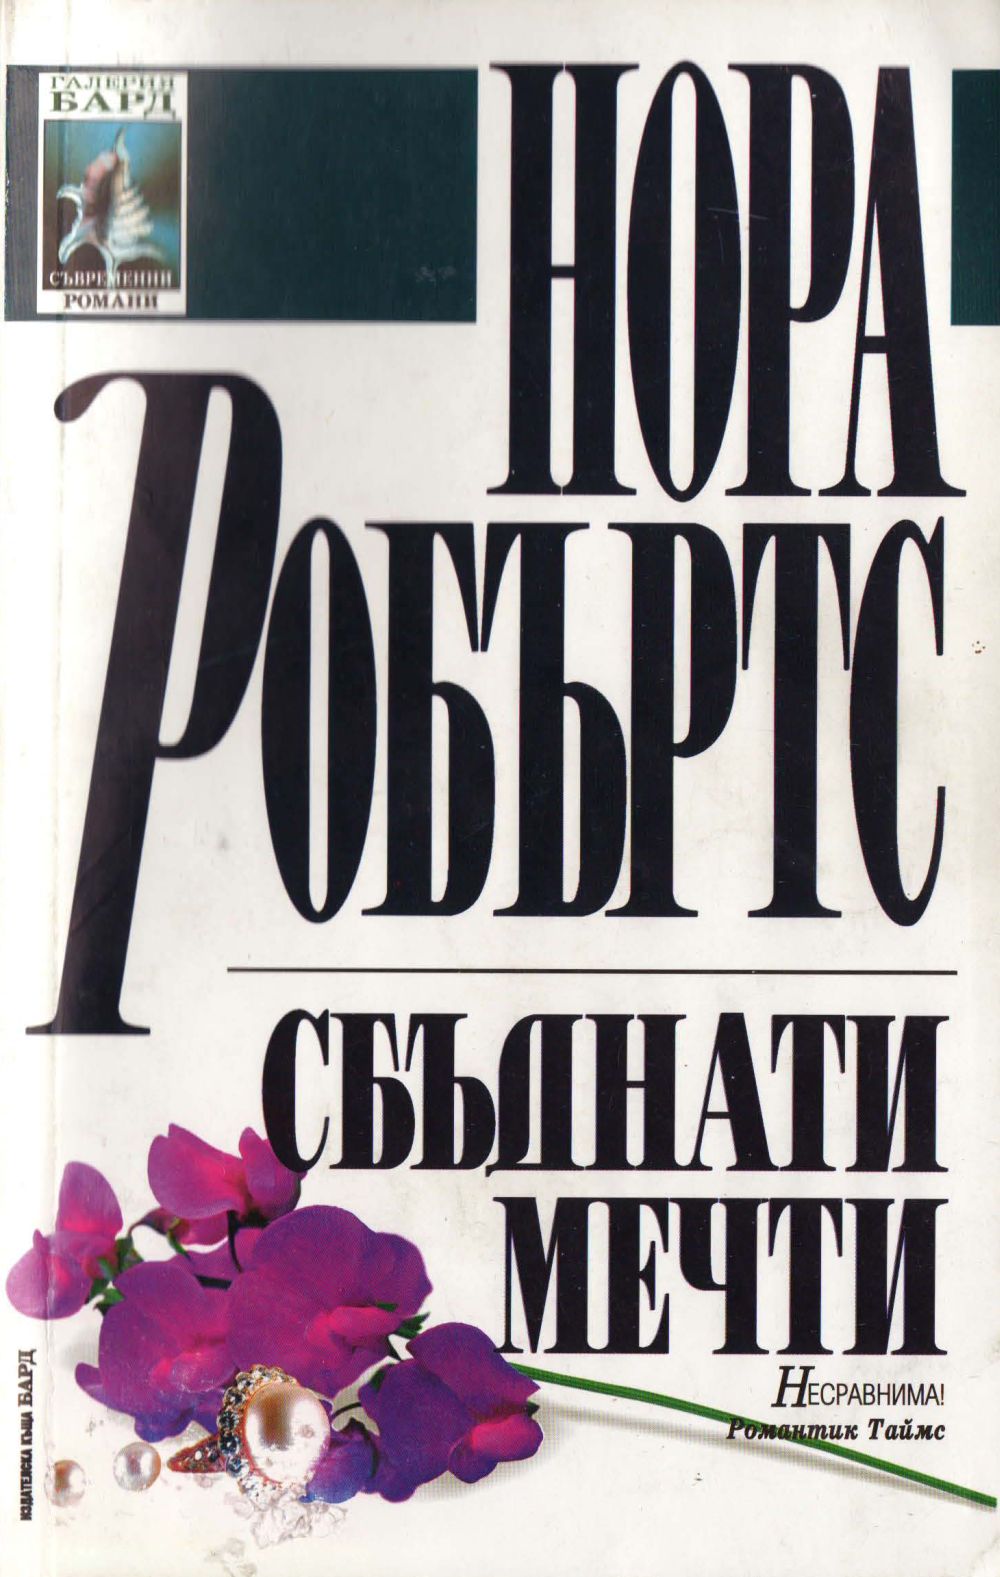 ГАЛЕРИЯ
БАРД
СЪВРЕМЕННИ
РОМАНИ
НОРА
РОБЪРТС
СБЪДНАТИ
МЕЧТИ
НЕСРАВНИМА!
Романтик Таймс
ИЗДАТЕЛСКА КЪЩА БАРД